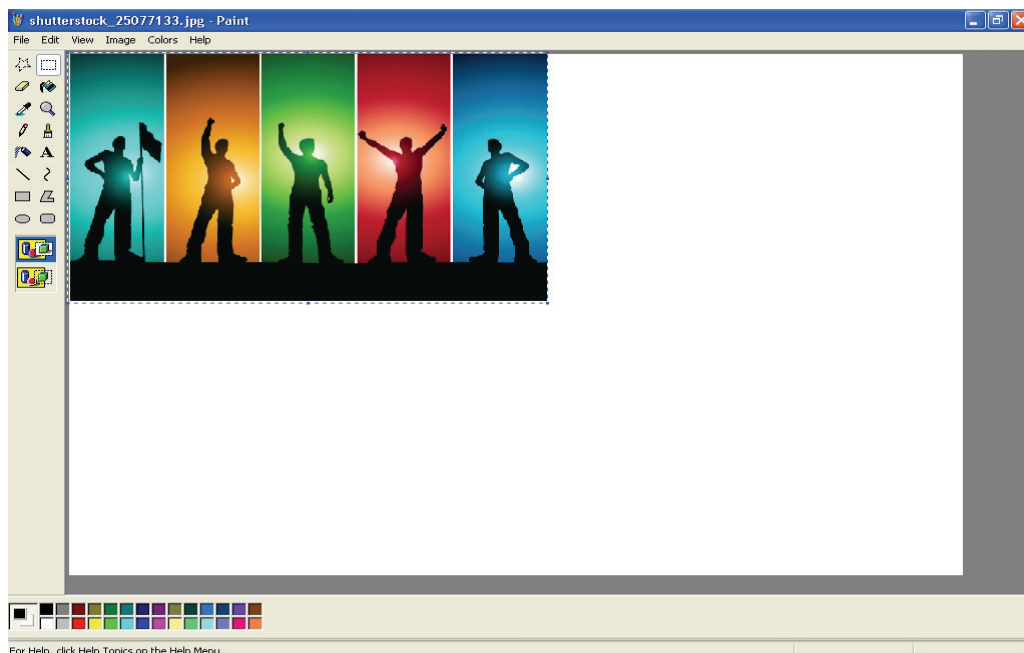 shutterstock_25077133.jpg - Paint
File Edit View Image Colors Help
A
For Help, click Help Topics on the Help Menu.